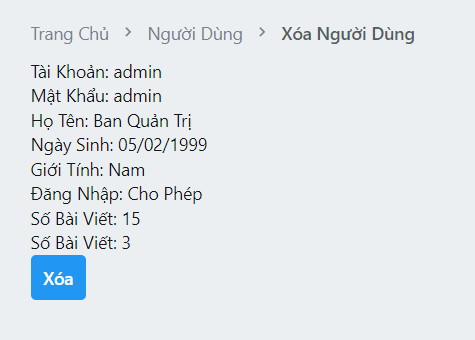 Trang Chủ > Người Dùng > Xóa Người Dùng
Tài Khoản: admin
Mật Khẩu: admin
Họ Tên: Ban Quản Trị
Ngày Sinh: 05/02/1999
Giới Tính: Nam
Đăng Nhập: Cho Phép
Số Bài Viết: 15
Số Bài Viết: 3
Xóa